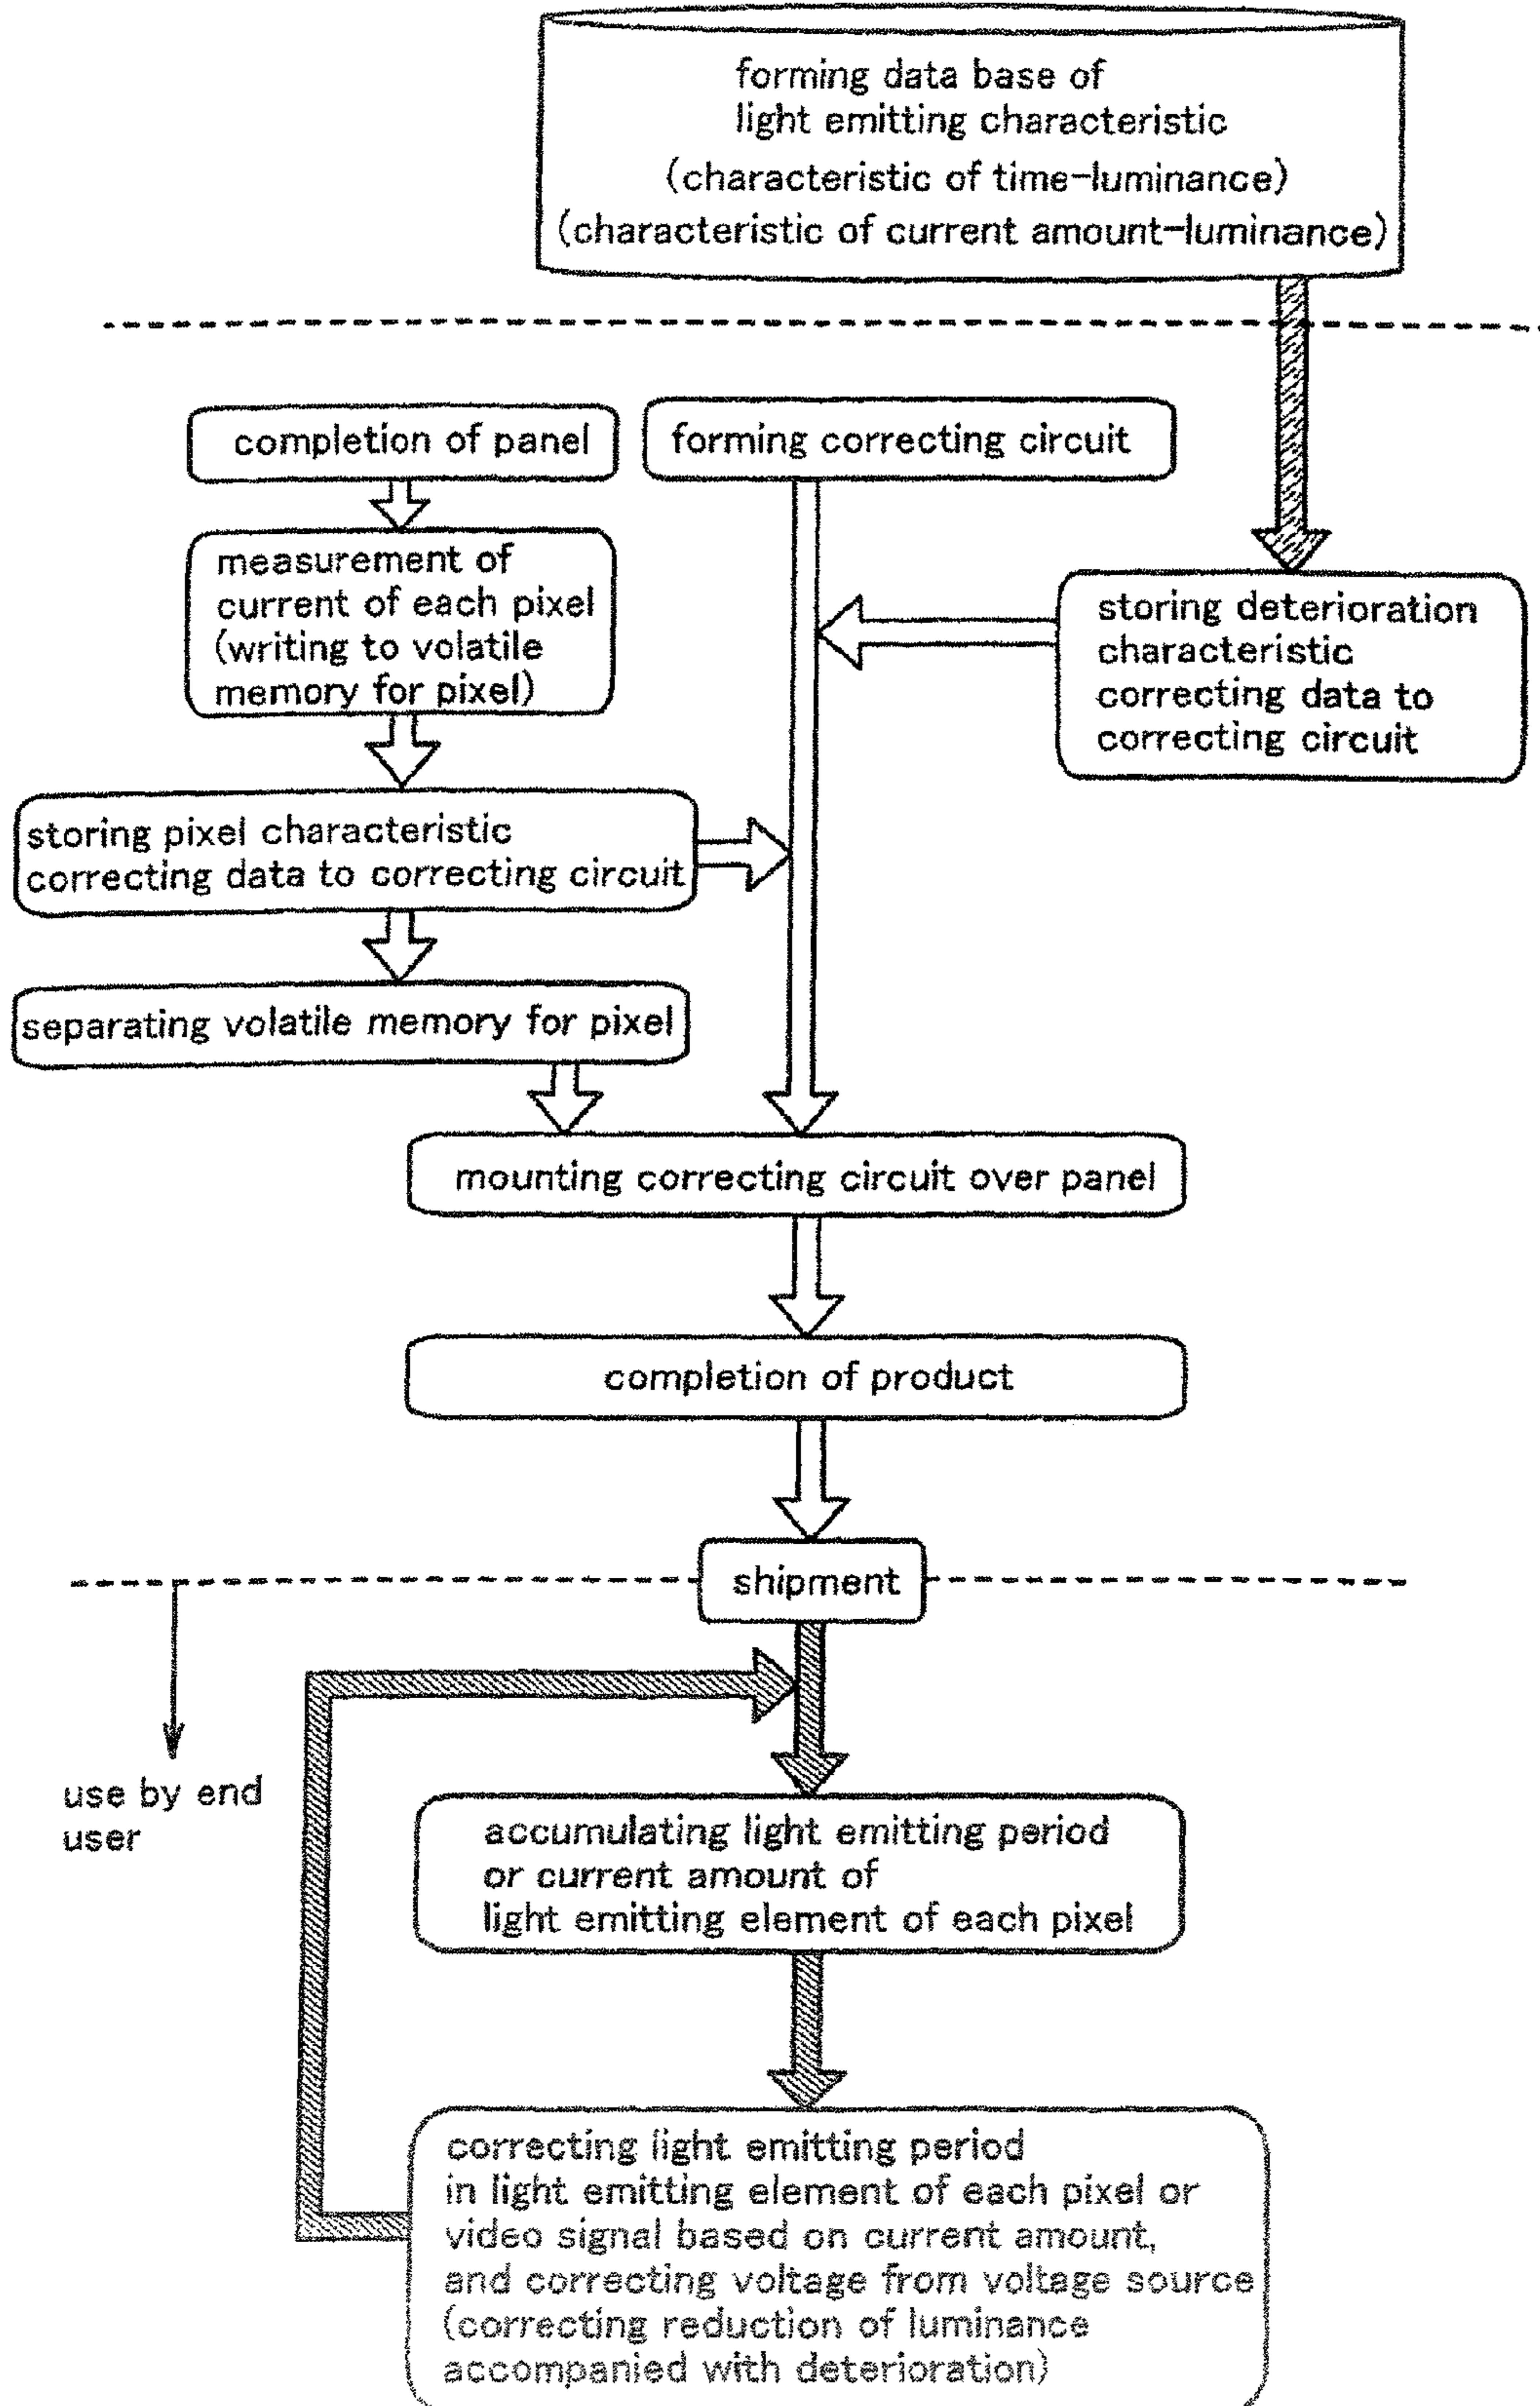 forming data base of
light emitting characteristic
(characteristic of time-luminance)
(characteristic of current amount-luminance)
completion of panel
forming correcting circuit
measurement of
current of each pixel
(writing to volatile
memory for pixel)
storing deterioration
characteristic
correcting data to
correcting circuit
storing pixel characteristic
correcting data to correcting circuit
separating volatile memory for pixel
mounting correcting circuit over panel
completion of product
shipment
use by end
user
accumulating light emitting period
or current amount of
light emitting element of each pixel
correcting light emitting period
in light emitting element of each pixel or
video signal based on current amount,
and correcting voltage from voltage source
(correcting reduction of luminance
accompanied with deterioration)